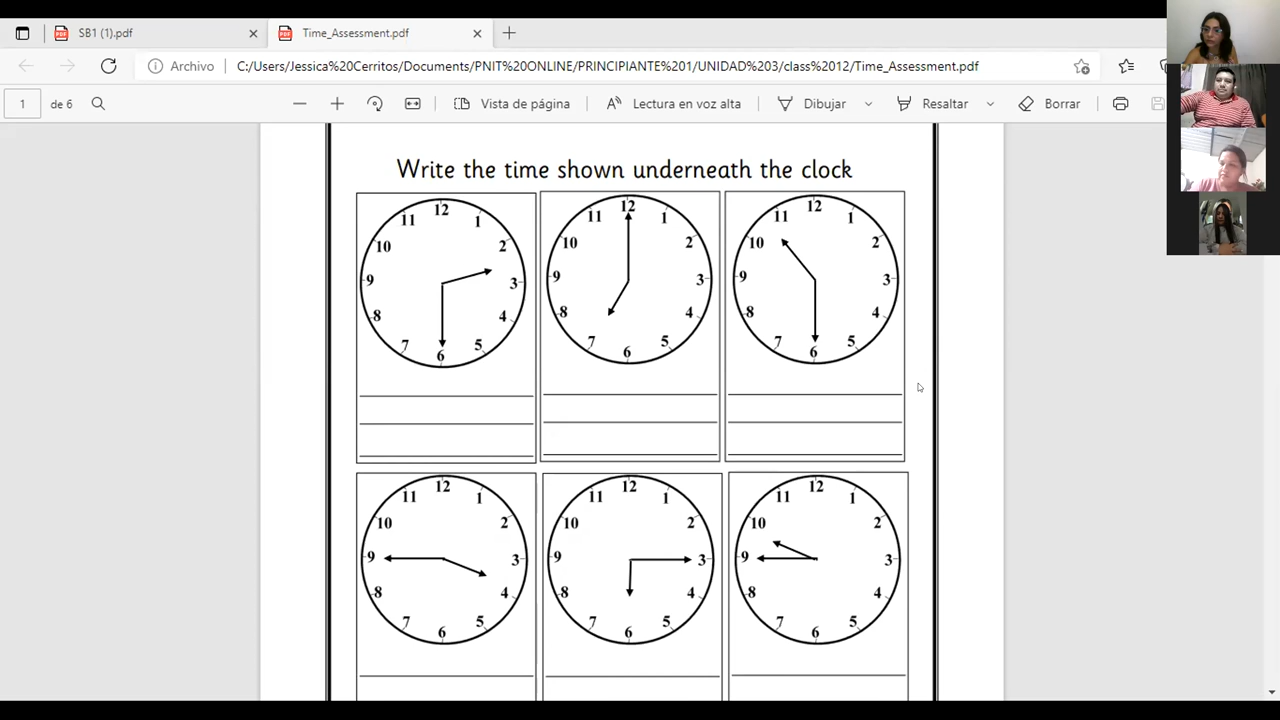 SB1 (1).pdf
Time_Assessment.pdf
Archivo
C:/Users/Jessica%20Cerritos/Documents/PNIT%20ONLINE/PRINCIPIANTE%201/UNIDAD%203/class%2012/Time_Assessment.pdf
1 de 6
Vista de página
Lectura en voz alta
Dibujar
Resaltar
Borrar
Write the time shown underneath the clock
12 1 2 3 4 5 6 7 8 9 10 11
12 1 2 3 4 5 6 7 8 9 10 11
12 1 2 3 4 5 6 7 8 9 10 11
12 1 2 3 4 5 6 7 8 9 10 11
12 1 2 3 4 5 6 7 8 9 10 11
12 1 2 3 4 5 6 7 8 9 10 11